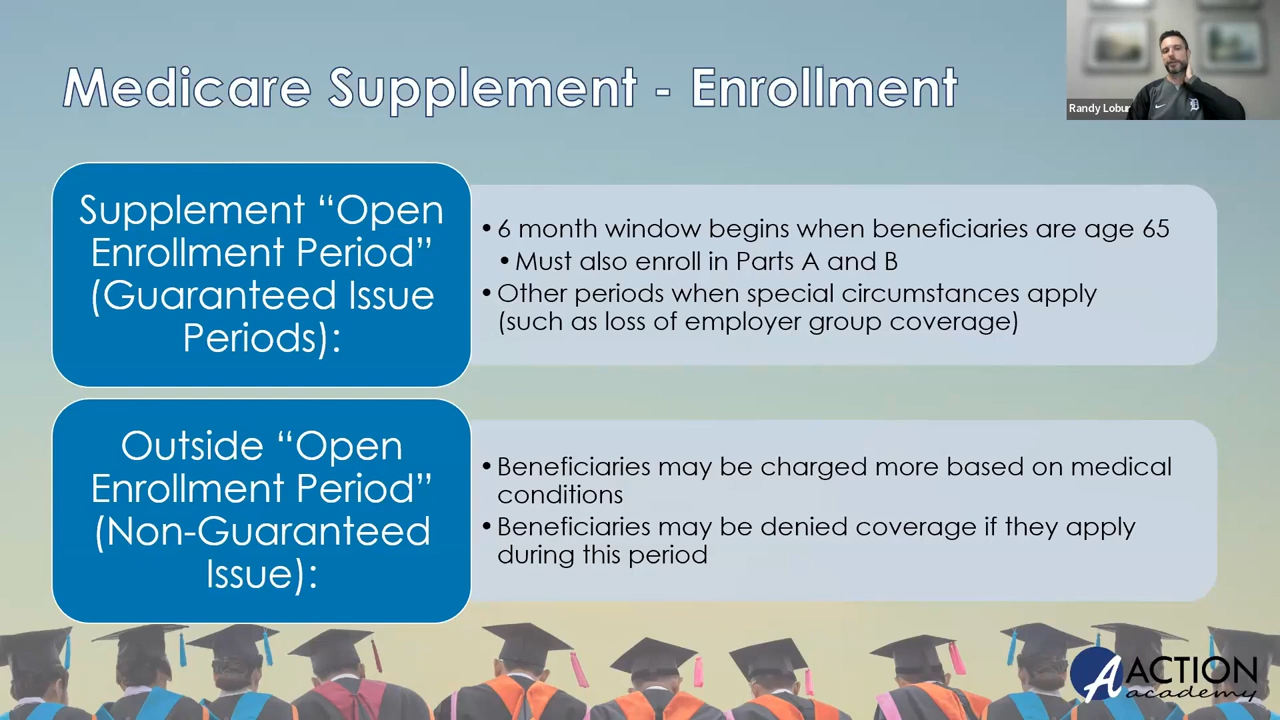 Medicare Supplement - Enrollment
Randy Lobur
Supplement “Open
Enrollment Period”
(Guaranteed Issue
Periods):
• 6 month window begins when beneficiaries are age 65
• Must also enroll in Parts A and B
• Other periods when special circumstances apply
(such as loss of employer group coverage)
Outside “Open
Enrollment Period”
(Non-Guaranteed
Issue):
• Beneficiaries may be charged more based on medical
conditions
• Beneficiaries may be denied coverage if they apply
during this period
A ACTION
academy